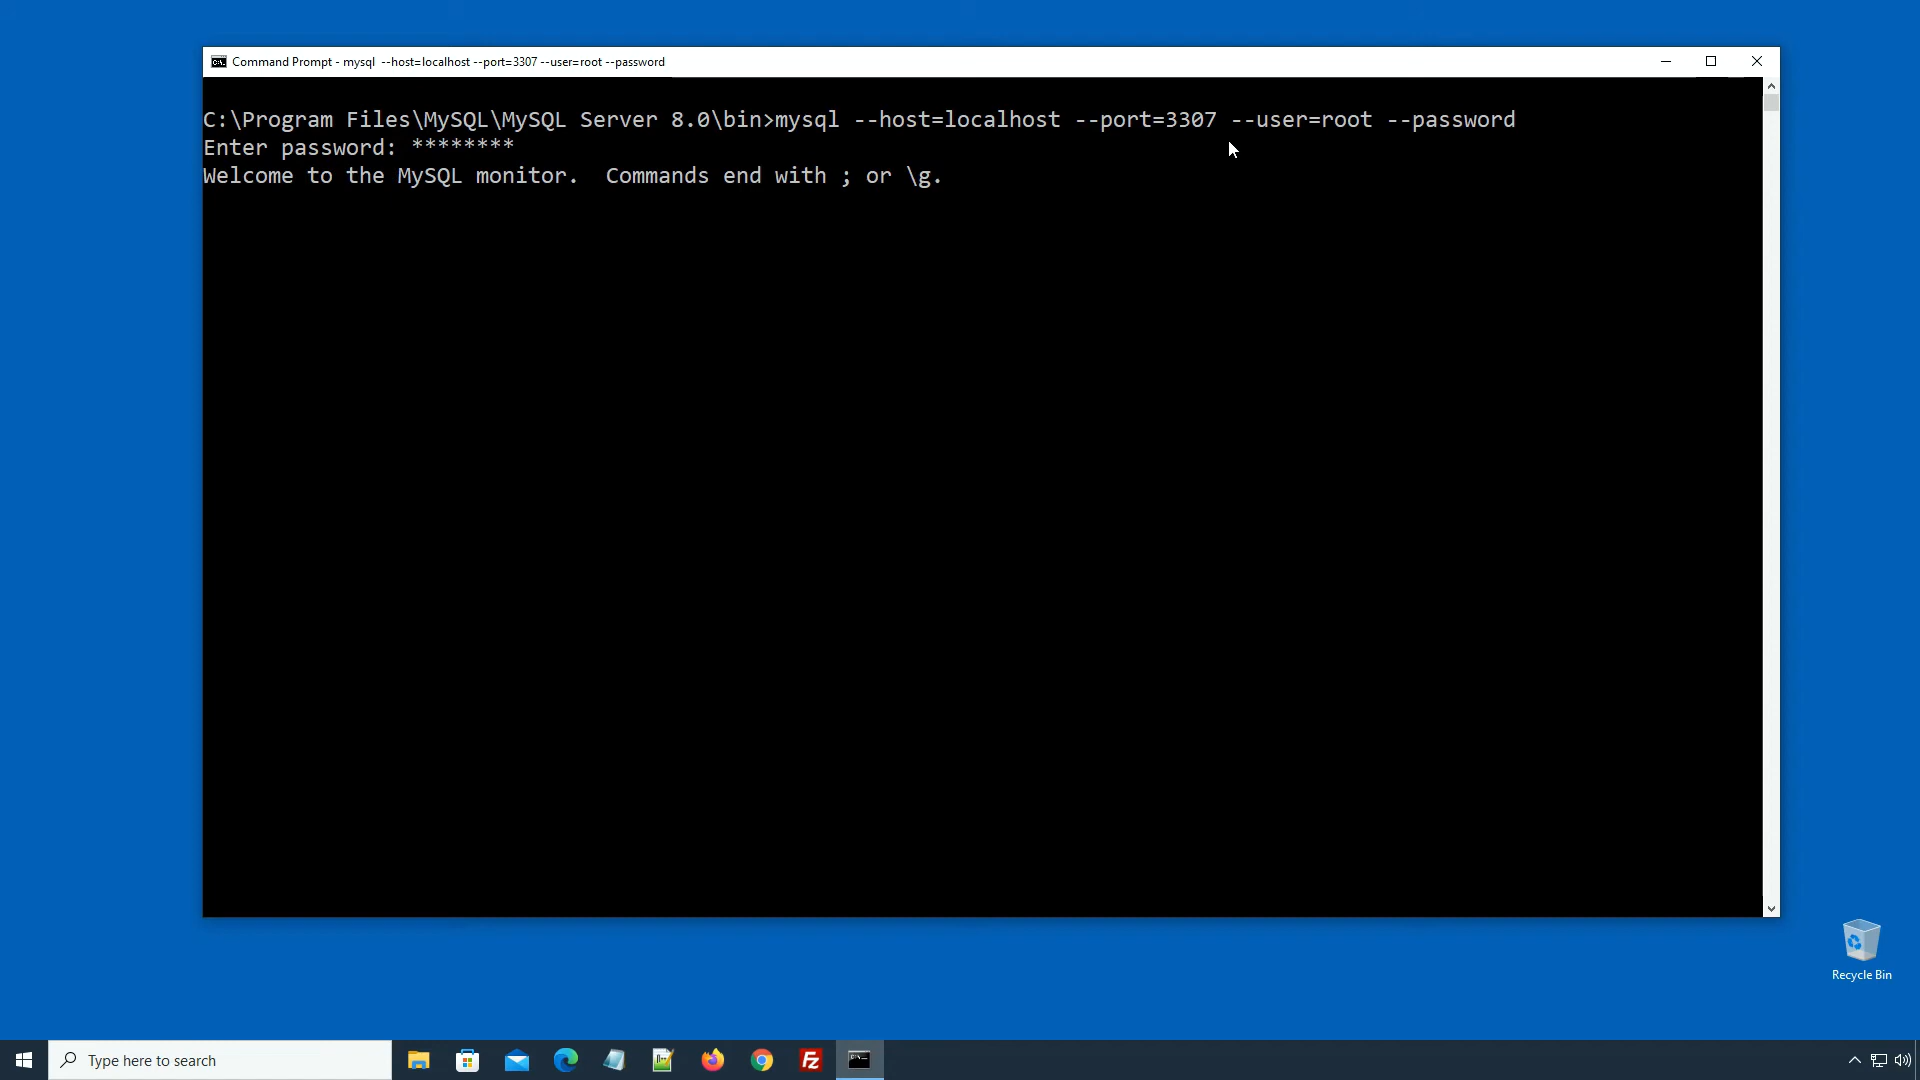 Command Prompt - mysql  --host=localhost --port=3307 --user=root --password
C:\Program Files\MySQL\MySQL Server 8.0\bin>mysql --host=localhost --port=3307 --user=root --password
Enter password: ********
Welcome to the MySQL monitor.  Commands end with ; or \g.
Recycle Bin
Type here to search